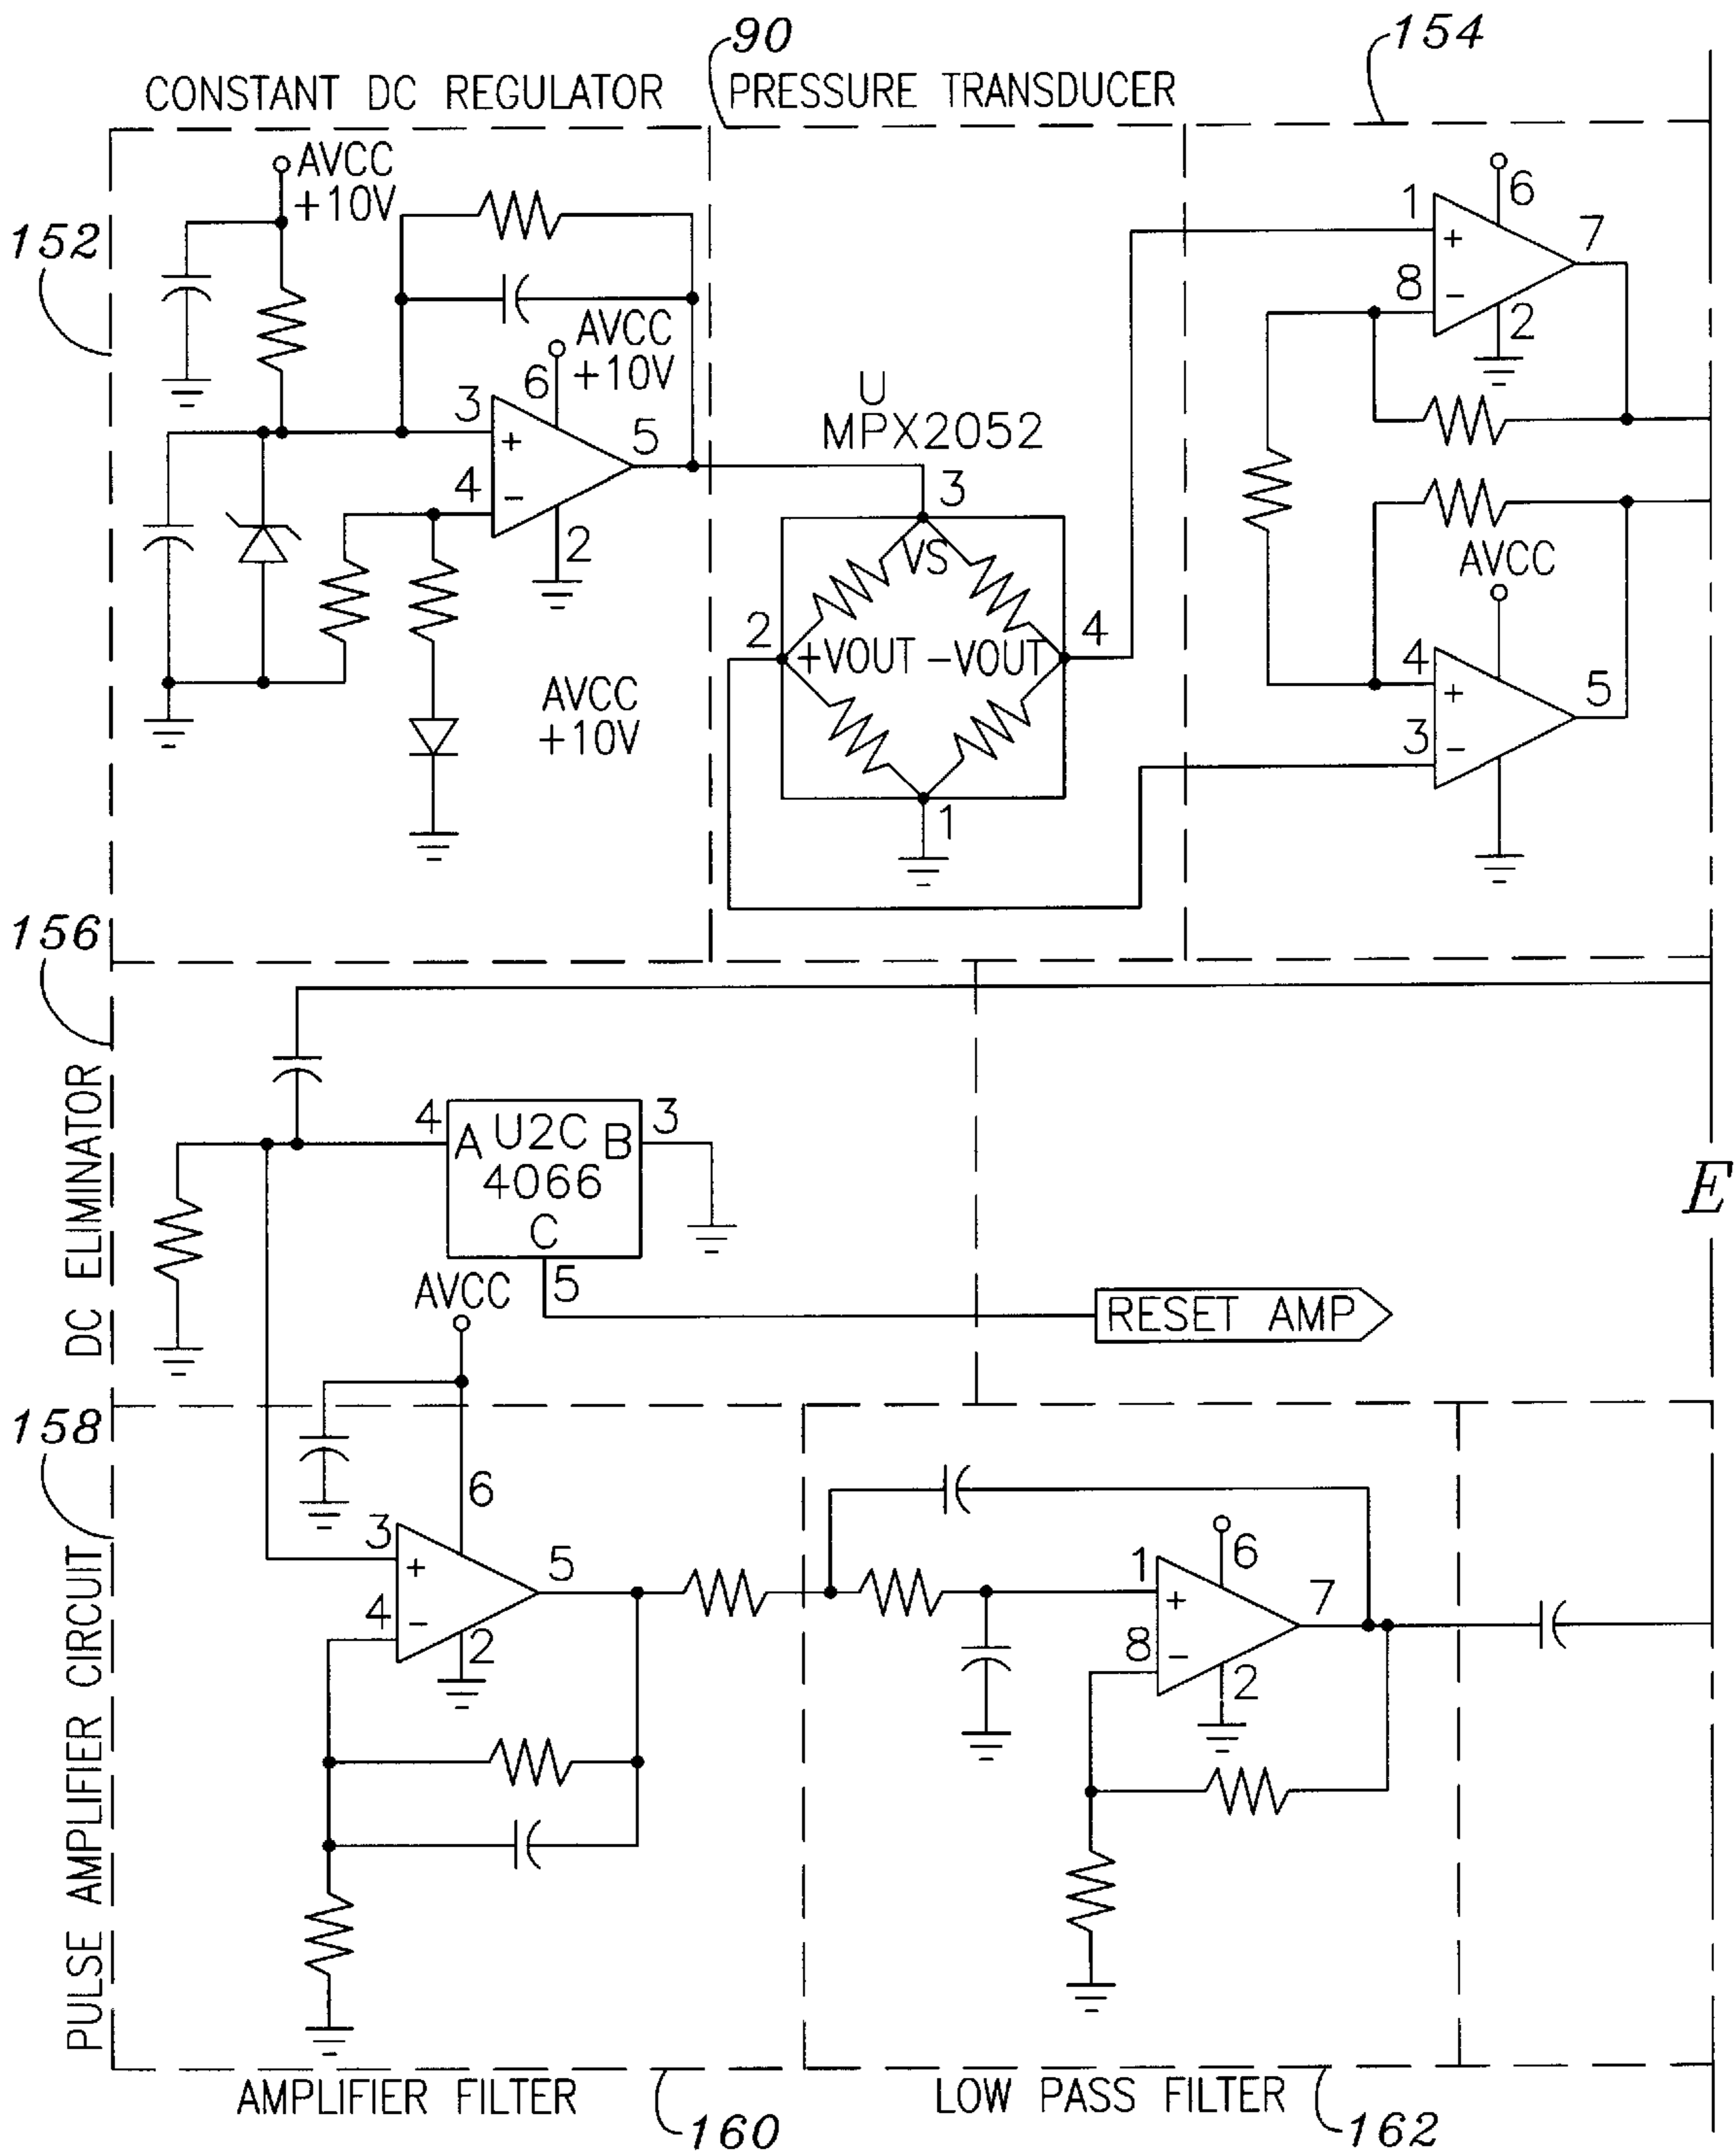 90
154
CONSTANT DC REGULATOR
PRESSURE TRANSDUCER
152
AVCC
+10V
AVCC
+10V
6
3
+
5
4
-
2
AVCC
+10V
U
MPX2052
3
VS
2
+VOUT
-VOUT
4
1
6
1
+
7
8
-
2
AVCC
4
+
5
3
-
156
DC ELIMINATOR
4
A
U2C
B
3
4066
C
5
AVCC
RESET AMP
E
158
PULSE AMPLIFIER CIRCUIT
6
3
+
5
4
-
2
6
1
+
7
8
-
2
AMPLIFIER FILTER
160
LOW PASS FILTER
162